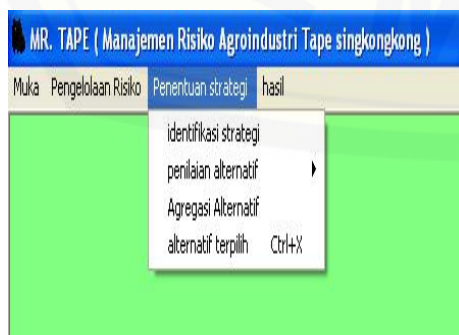 MR. TAPE ( Manajemen Risiko Agroindustri Tape singkongkong )
Muka Pengelolaan Risiko Penentuan strategi hasil
identifikasi strategi
penilaian alternatif
Agregasi Alternatif
alternatif terpilih Ctrl+X